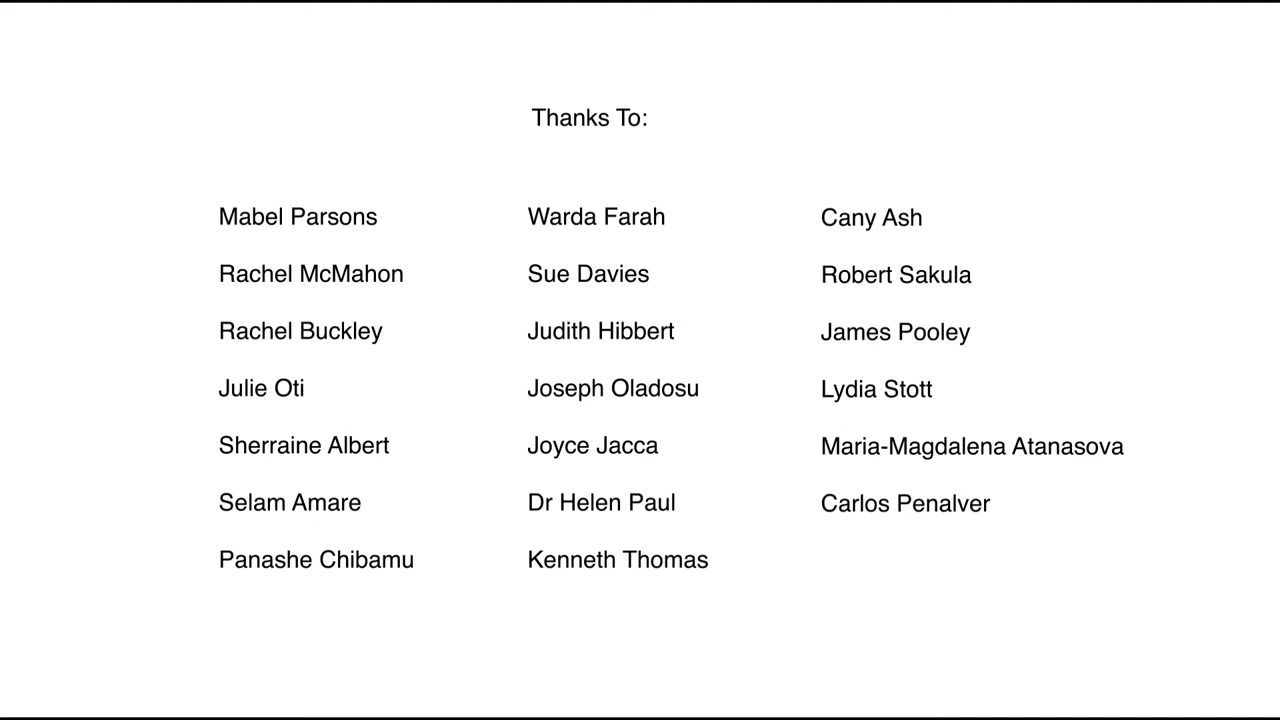 Thanks To:
Mabel Parsons
Rachel McMahon
Rachel Buckley
Julie Oti
Sherraine Albert
Selam Amare
Panashe Chibamu
Warda Farah
Sue Davies
Judith Hibbert
Joseph Oladosu
Joyce Jacca
Dr Helen Paul
Kenneth Thomas
Cany Ash
Robert Sakula
James Pooley
Lydia Stott
Maria-Magdalena Atanasova
Carlos Penalver